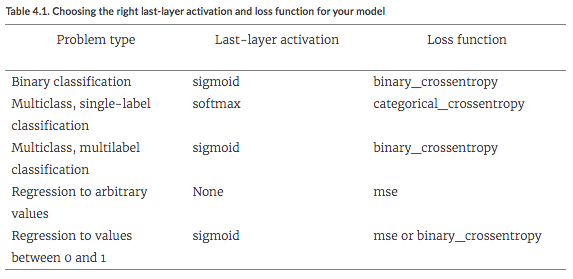 Table 4.1. Choosing the right last-layer activation and loss function for your model
Problem type Last-layer activation Loss function
Binary classification sigmoid binary_crossentropy
Multiclass, single-label softmax categorical_crossentropy
classification
Multiclass, multilabel sigmoid binary_crossentropy
classification
Regression to arbitrary None mse
values
Regression to values sigmoid mse or binary_crossentropy
between 0 and 1